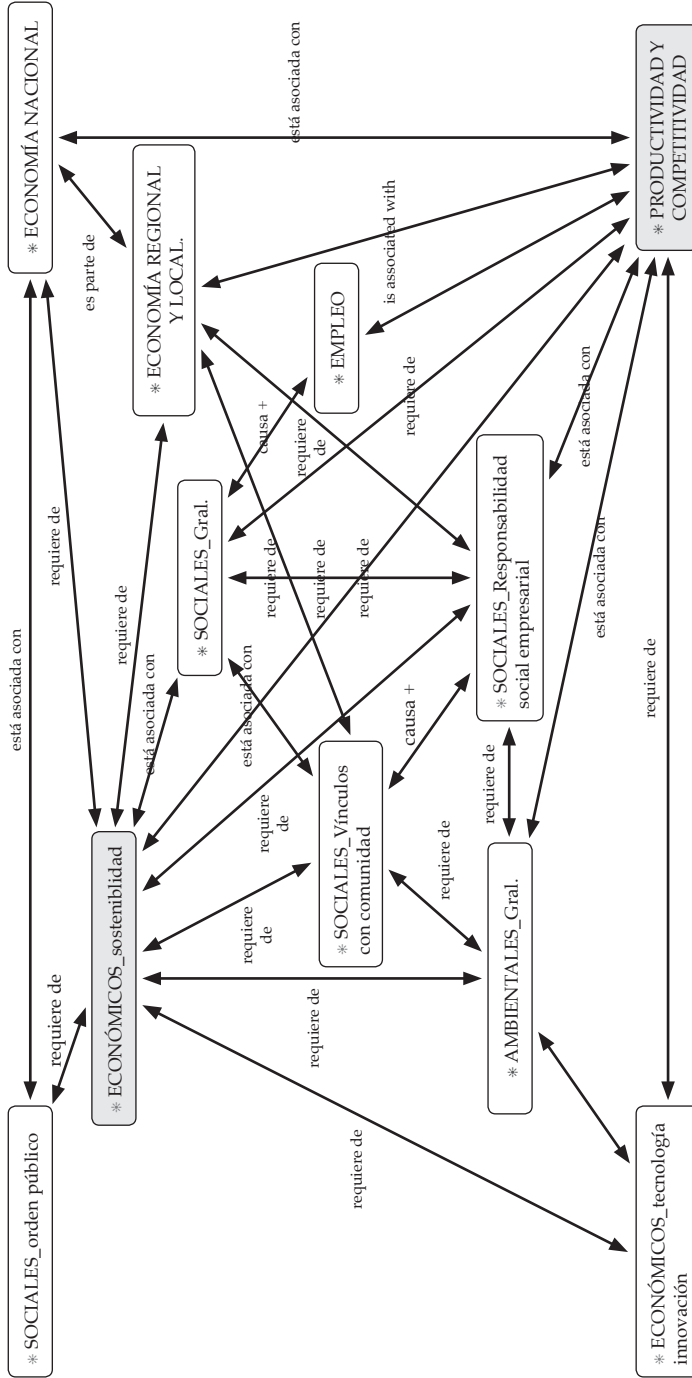 * SOCIALES_orden público
está asociada con
* ECONOMÍA NACIONAL
requiere de
requiere de
es parte de
* ECONÓMICOS_sosteniblidad
requiere de
* ECONOMÍA REGIONAL
Y LOCAL.
está asociada con
* SOCIALES_Gral.
requiere
de
requiere
de
está asociada con
requiere de
causa +
está asociada con
requiere de
requiere de
requiere
de
* EMPLEO
* SOCIALES_Vínculos
con comunidad
requiere de
requiere de
is associated with
causa +
requiere de
requiere de
requiere de
* AMBIENTALES_Gral.
* SOCIALES_Responsabilidad
social empresarial
está asociada con
está asociada con
requiere de
* ECONÓMICOS_tecnología
innovación
* PRODUCTIVIDAD Y
COMPETITIVIDAD